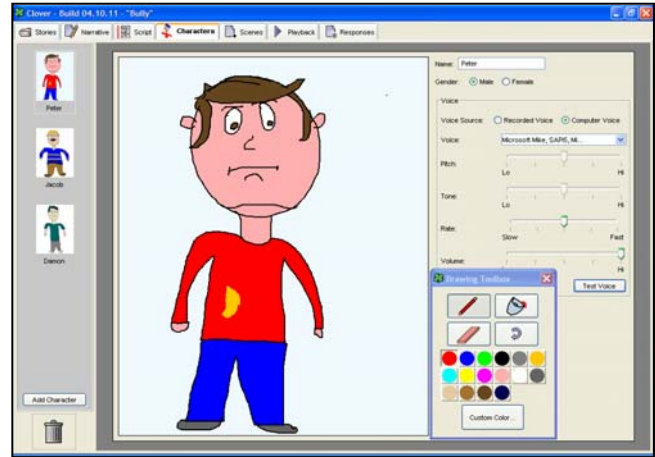 Clover - Build 04.10.11 - "Bully"
Stories Narrative Script Characters Scenes Playback Responses
Peter
Jacob
Damon
Add Character
Name: Peter
Gender: Male Female
Voice
Voice Source: Recorded Voice Computer Voice
Voice: Microsoft Mike, SAPI5, Mi...
Pitch:
Lo Hi
Tone:
Lo Hi
Rate:
Slow Fast
Volume:
Hi
Test Voice
Drawing Toolbox
Custom Color...